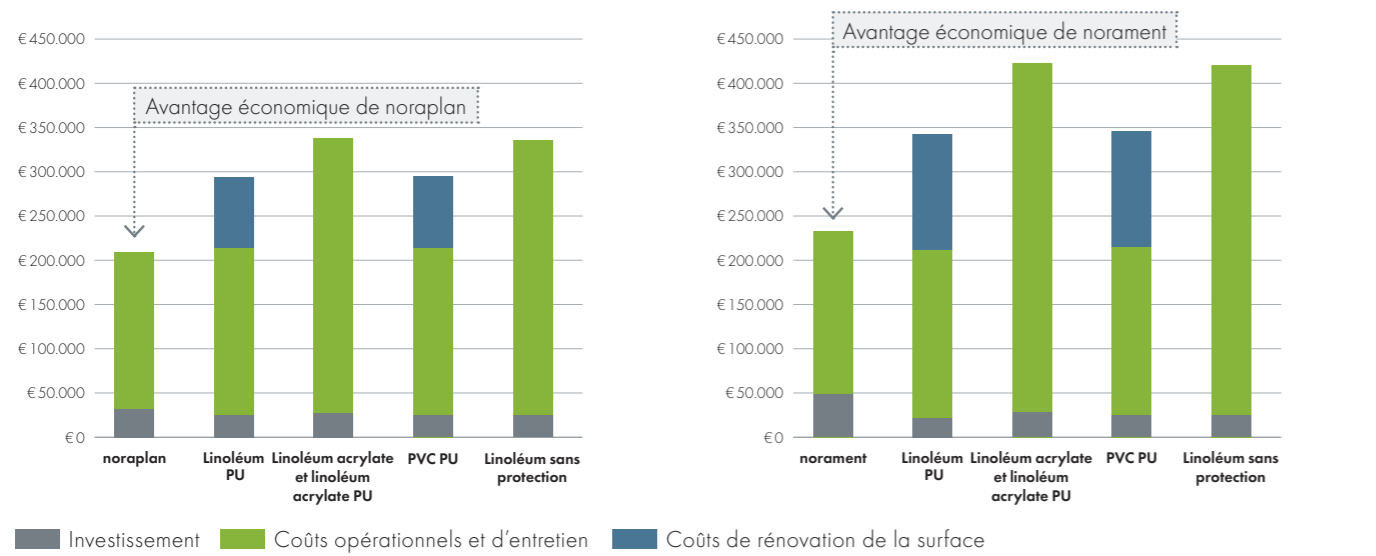 € 450.000
€ 400.000
€ 350.000
€ 300.000
€ 250.000
€ 200.000
€ 150.000
€ 100.000
€ 50.000
€ 0
Avantage économique de noraplan
noraplan
Linoléum
PU
Linoléum acrylate
et linoléum
acrylate PU
PVC PU
Linoléum sans
protection
€ 450.000
€ 400.000
€ 350.000
€ 300.000
€ 250.000
€ 200.000
€ 150.000
€ 100.000
€ 50.000
€ 0
Avantage économique de norament
norament
Linoléum
PU
Linoléum acrylate
et linoléum
acrylate PU
PVC PU
Linoléum sans
protection
Investissement
Coûts opérationnels et d’entretien
Coûts de rénovation de la surface